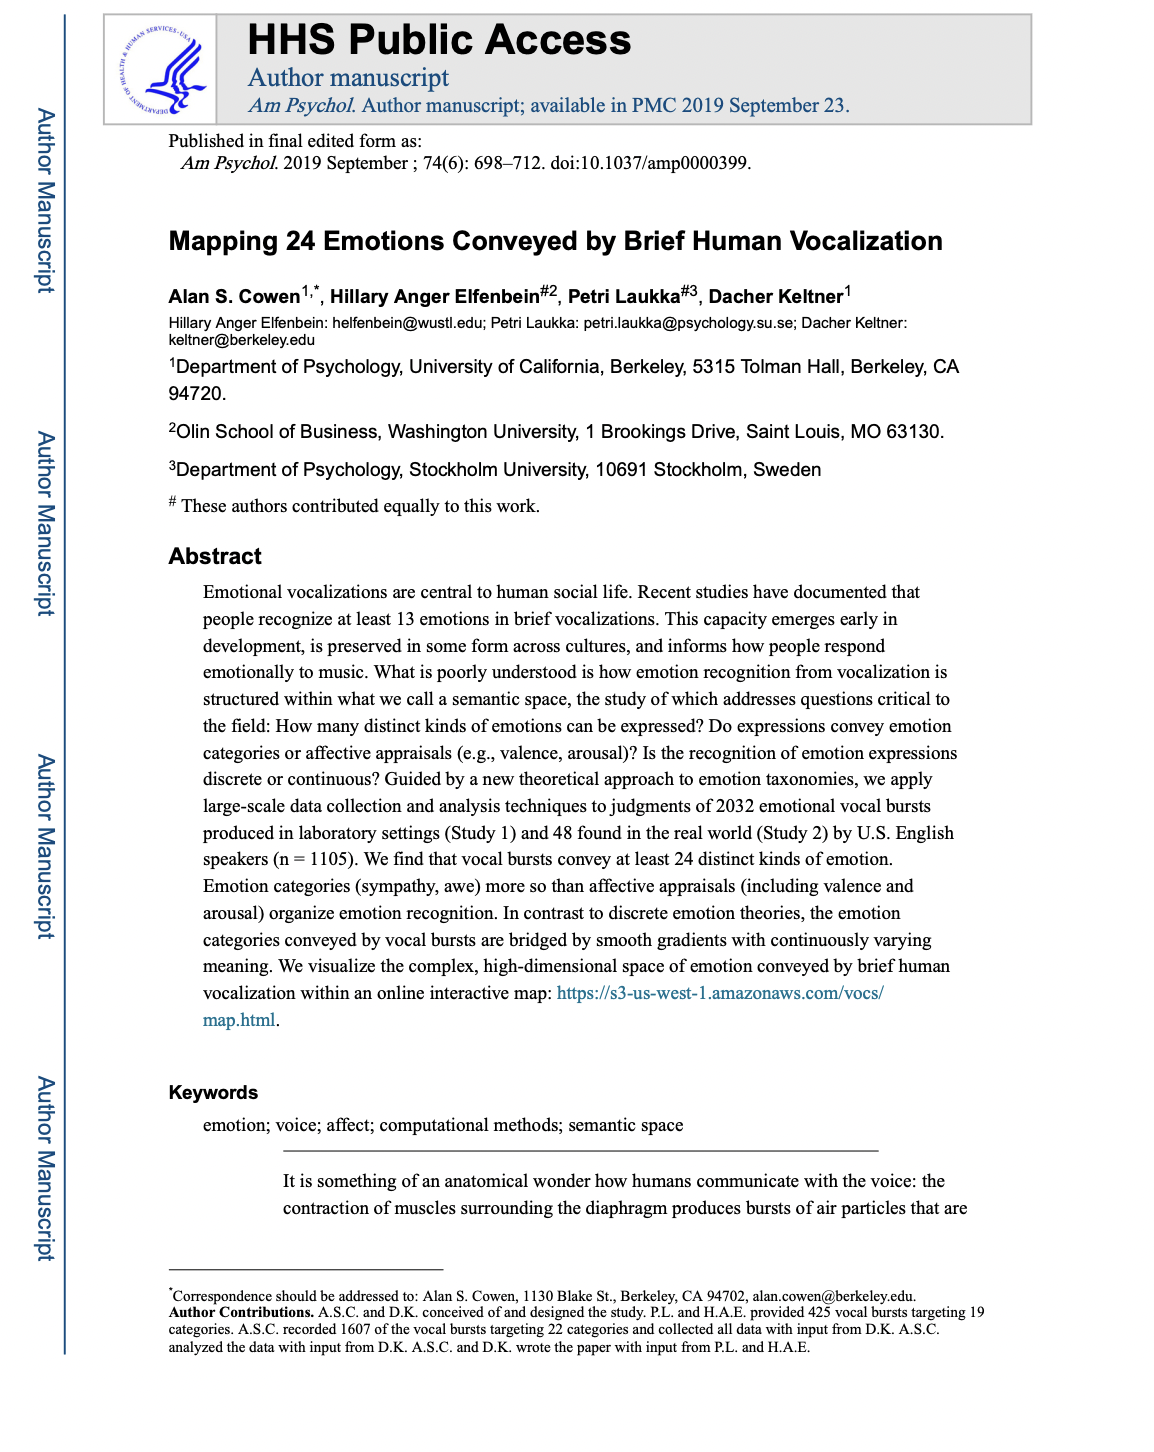 HHS Public Access
Author manuscript
Am Psychol. Author manuscript; available in PMC 2019 September 23.
DEPARTMENT OF HEALTH & HUMAN SERVICES·USA
Author Manuscript
Author Manuscript
Author Manuscript
Author Manuscript
Published in final edited form as:
Am Psychol. 2019 September ; 74(6): 698–712. doi:10.1037/amp0000399.
Mapping 24 Emotions Conveyed by Brief Human Vocalization
Alan S. Cowen1,*, Hillary Anger Elfenbein#2, Petri Laukka#3, Dacher Keltner1
Hillary Anger Elfenbein: helfenbein@wustl.edu; Petri Laukka: petri.laukka@psychology.su.se; Dacher Keltner:
keltner@berkeley.edu
1Department of Psychology, University of California, Berkeley, 5315 Tolman Hall, Berkeley, CA
94720.
2Olin School of Business, Washington University, 1 Brookings Drive, Saint Louis, MO 63130.
3Department of Psychology, Stockholm University, 10691 Stockholm, Sweden
# These authors contributed equally to this work.
Abstract
Emotional vocalizations are central to human social life. Recent studies have documented that
people recognize at least 13 emotions in brief vocalizations. This capacity emerges early in
development, is preserved in some form across cultures, and informs how people respond
emotionally to music. What is poorly understood is how emotion recognition from vocalization is
structured within what we call a semantic space, the study of which addresses questions critical to
the field: How many distinct kinds of emotions can be expressed? Do expressions convey emotion
categories or affective appraisals (e.g., valence, arousal)? Is the recognition of emotion expressions
discrete or continuous? Guided by a new theoretical approach to emotion taxonomies, we apply
large-scale data collection and analysis techniques to judgments of 2032 emotional vocal bursts
produced in laboratory settings (Study 1) and 48 found in the real world (Study 2) by U.S. English
speakers (n = 1105). We find that vocal bursts convey at least 24 distinct kinds of emotion.
Emotion categories (sympathy, awe) more so than affective appraisals (including valence and
arousal) organize emotion recognition. In contrast to discrete emotion theories, the emotion
categories conveyed by vocal bursts are bridged by smooth gradients with continuously varying
meaning. We visualize the complex, high-dimensional space of emotion conveyed by brief human
vocalization within an online interactive map: https://s3-us-west-1.amazonaws.com/vocs/
map.html.
Keywords
emotion; voice; affect; computational methods; semantic space
It is something of an anatomical wonder how humans communicate with the voice: the
contraction of muscles surrounding the diaphragm produces bursts of air particles that are
*Correspondence should be addressed to: Alan S. Cowen, 1130 Blake St., Berkeley, CA 94702, alan.cowen@berkeley.edu.
Author Contributions. A.S.C. and D.K. conceived of and designed the study. P.L. and H.A.E. provided 425 vocal bursts targeting 19
categories. A.S.C. recorded 1607 of the vocal bursts targeting 22 categories and collected all data with input from D.K. A.S.C.
analyzed the data with input from D.K. A.S.C. and D.K. wrote the paper with input from P.L. and H.A.E.